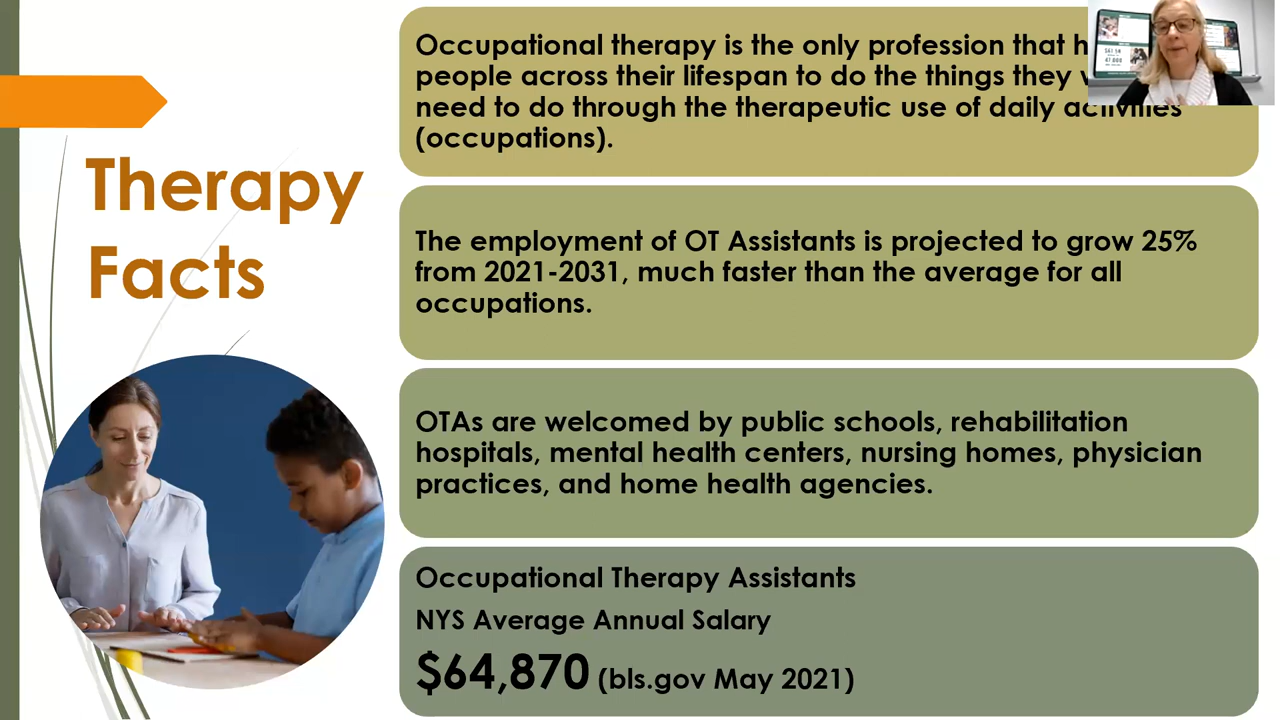 Therapy
Facts
Occupational therapy is the only profession that
people across their lifespan to do the things they
need to do through the therapeutic use of daily activities
(occupations).
The employment of OT Assistants is projected to grow 25%
from 2021-2031, much faster than the average for all
occupations.
OTAs are welcomed by public schools, rehabilitation
hospitals, mental health centers, nursing homes, physician
practices, and home health agencies.
Occupational Therapy Assistants
NYS Average Annual Salary
$64,870 (bls.gov May 2021)